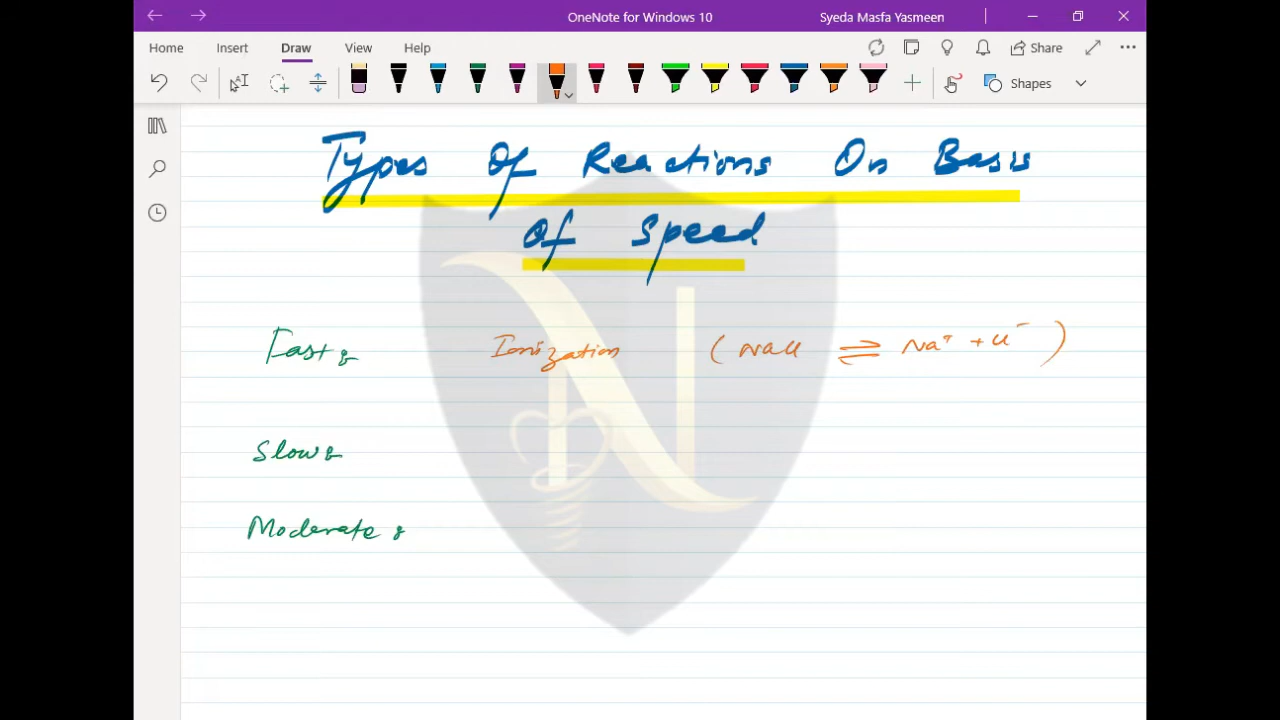 OneNote for Windows 10
Syeda Masfa Yasmeen
Home Insert Draw View Help
Share
Shapes
Types Of Reactions On Basis
Of Speed
Fast : Ionization ( NaCl ⇌ Na⁺ + Cl⁻ )
Slow :
Moderate :